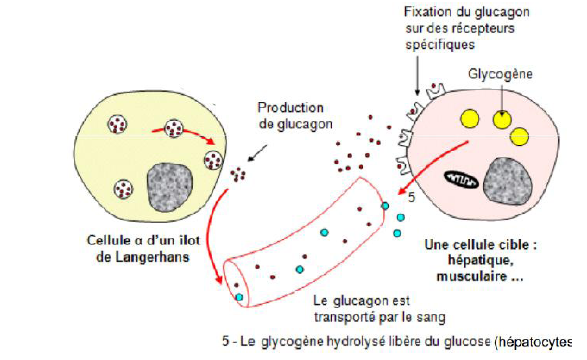 Fixation du glucagon
sur des récepteurs
spécifiques
Glycogène
Production
de glucagon
5
Cellule α d'un îlot
de Langerhans
Une cellule cible :
hépatique,
musculaire ...
Le glucagon est
transporté par le sang
5 - Le glycogène hydrolysé libère du glucose (hépatocytes